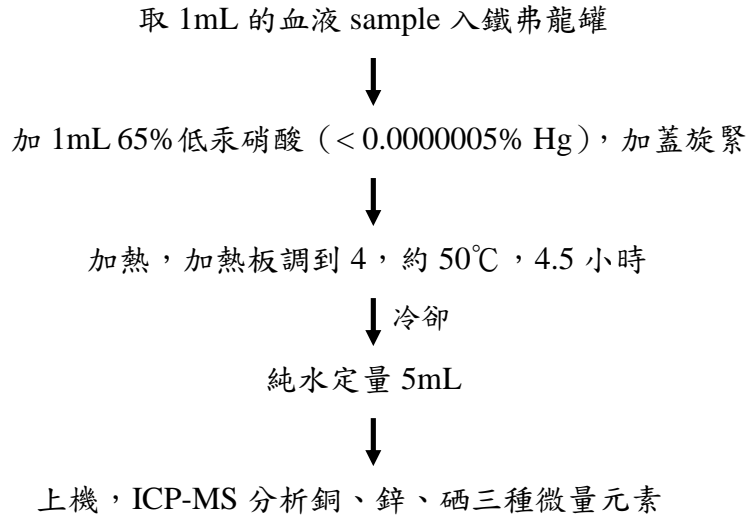 取 1mL 的血液 sample 入鐵弗龍罐
加 1mL 65%低汞硝酸（< 0.0000005% Hg），加蓋旋緊
加熱，加熱板調到 4，約 50℃，4.5 小時
冷卻
純水定量 5mL
上機，ICP-MS 分析銅、鋅、硒三種微量元素